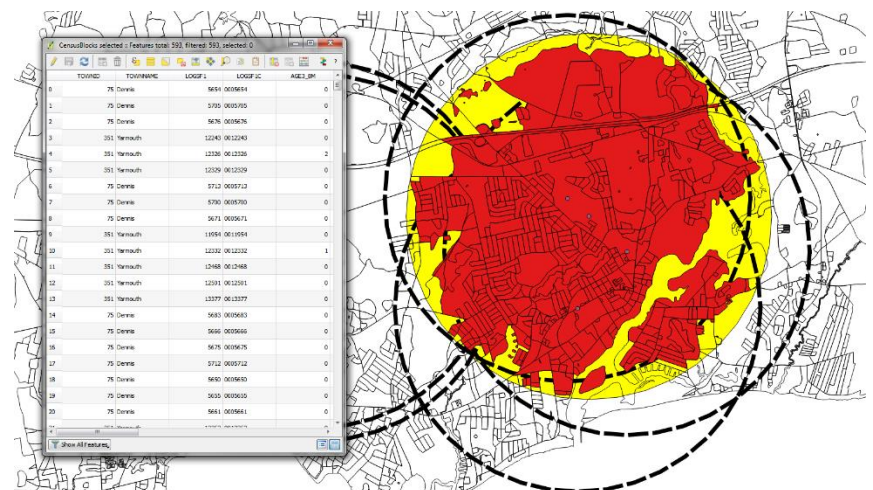 CensusBlocks selected :: Features total: 593, filtered: 593, selected: 0
TOWNID TOWNNAME LOGSF1 LOGSF1C AGE3_BM
0 75 Dennis 5654 0005654 0
1 75 Dennis 5785 0005785 0
2 75 Dennis 5676 0005676 0
3 351 Yarmouth 12243 0012243 0
4 351 Yarmouth 12326 0012326 2
5 351 Yarmouth 12329 0012329 0
6 75 Dennis 5713 0005713 0
7 75 Dennis 5780 0005780 0
8 75 Dennis 5671 0005671 0
9 351 Yarmouth 11954 0011954 0
10 351 Yarmouth 12332 0012332 1
11 351 Yarmouth 12468 0012468 0
12 351 Yarmouth 12591 0012591 0
13 351 Yarmouth 13377 0013377 0
14 75 Dennis 5683 0005683 0
15 75 Dennis 5666 0005666 0
16 75 Dennis 5675 0005675 0
17 75 Dennis 5712 0005712 0
18 75 Dennis 5650 0005650 0
19 75 Dennis 5655 0005655 0
20 75 Dennis 5661 0005661 0
Show All Features